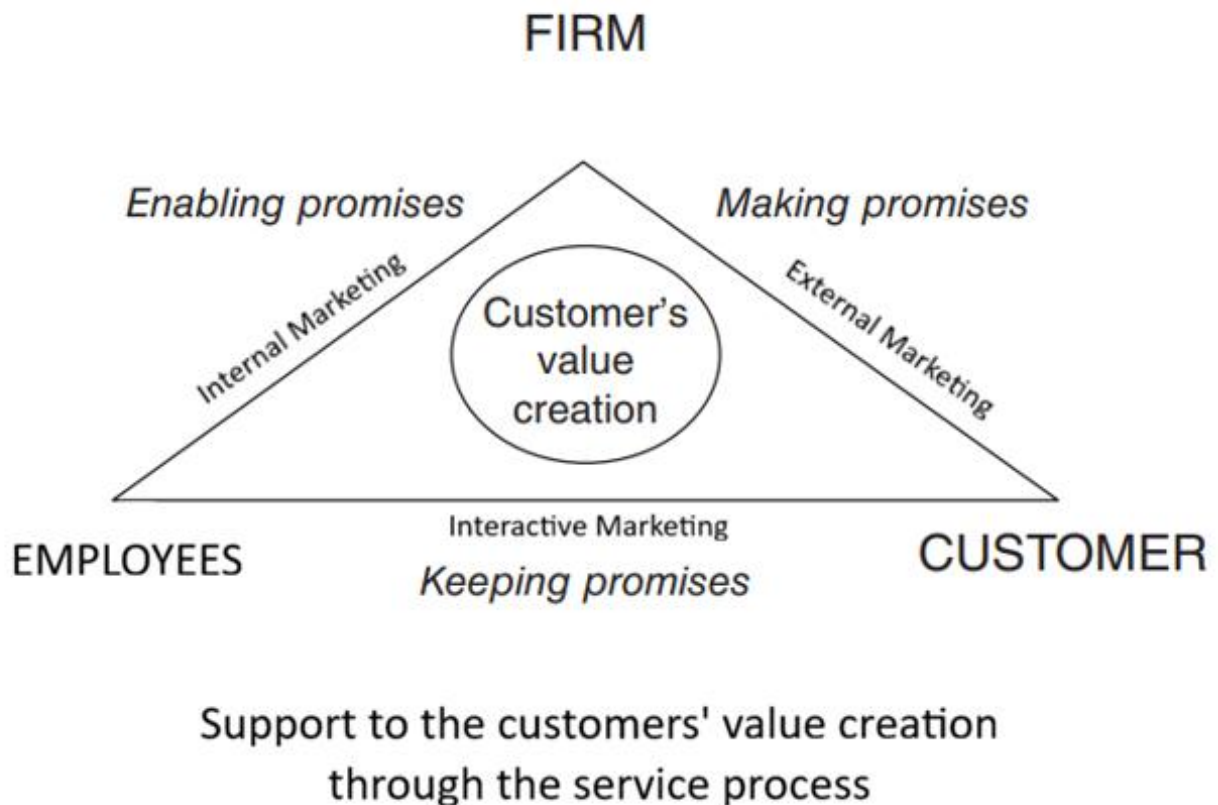 FIRM
Enabling promises
Making promises
Internal Marketing
External Marketing
Customer's
value
creation
Interactive Marketing
EMPLOYEES
CUSTOMER
Keeping promises
Support to the customers' value creation
through the service process